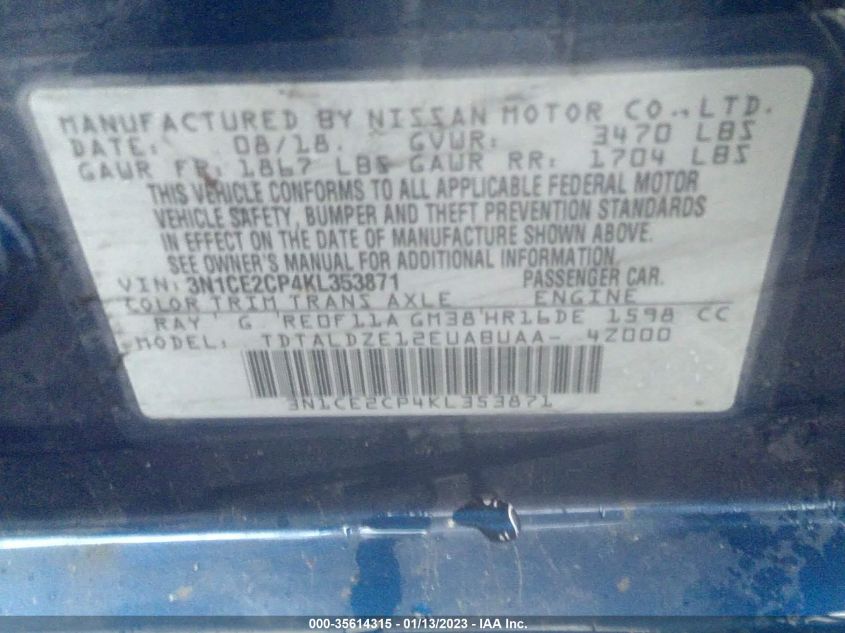 MANUFACTURED BY NISSAN MOTOR CO., LTD.
DATE: 08/18. GVWR: 3470 LBS
GAWR FR: 1867 LBS GAWR RR: 1704 LBS
THIS VEHICLE CONFORMS TO ALL APPLICABLE FEDERAL MOTOR
VEHICLE SAFETY, BUMPER AND THEFT PREVENTION STANDARDS
IN EFFECT ON THE DATE OF MANUFACTURE SHOWN ABOVE.
SEE OWNER'S MANUAL FOR ADDITIONAL INFORMATION.
VIN: 3N1CE2CP4KL353871 PASSENGER CAR.
COLOR TRIM TRANS AXLE ENGINE
RAY G RE0F11A GM38 HR16DE 1598 CC
MODEL: TDTALDZE12EUABUAA-4Z000
3N1CE2CP4KL353871
000-35614315 - 01/13/2023 - IAA Inc.